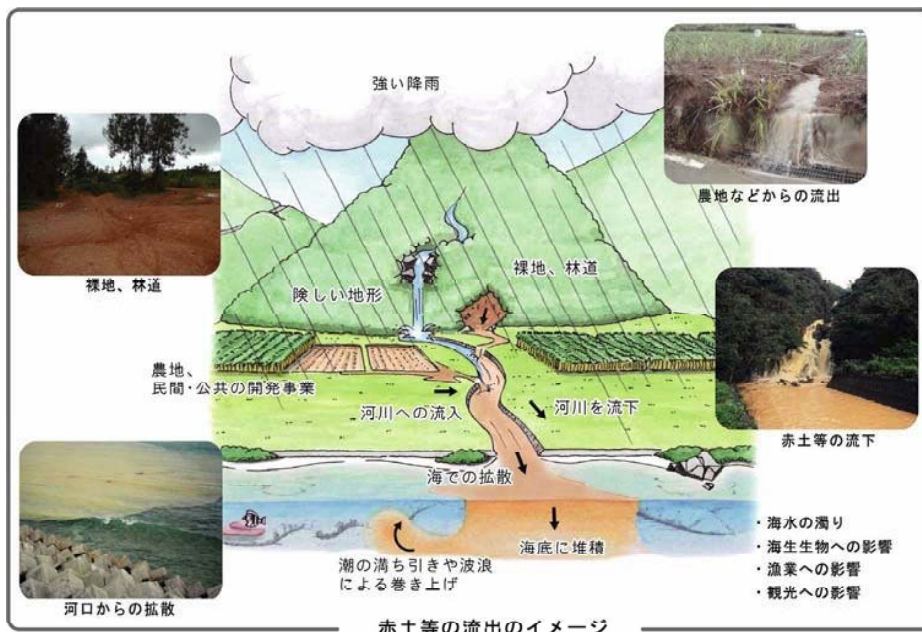 強い降雨
農地などからの流出
裸地、林道
裸地、林道
険しい地形
農地、
民間・公共の開発事業
河川への流入
河川を流下
赤土等の流下
海での拡散
海底に堆積
潮の満ち引きや波浪
による巻き上げ
河口からの拡散
・海水の濁り
・海生生物への影響
・漁業への影響
・観光への影響
赤土等の流出のイメージ